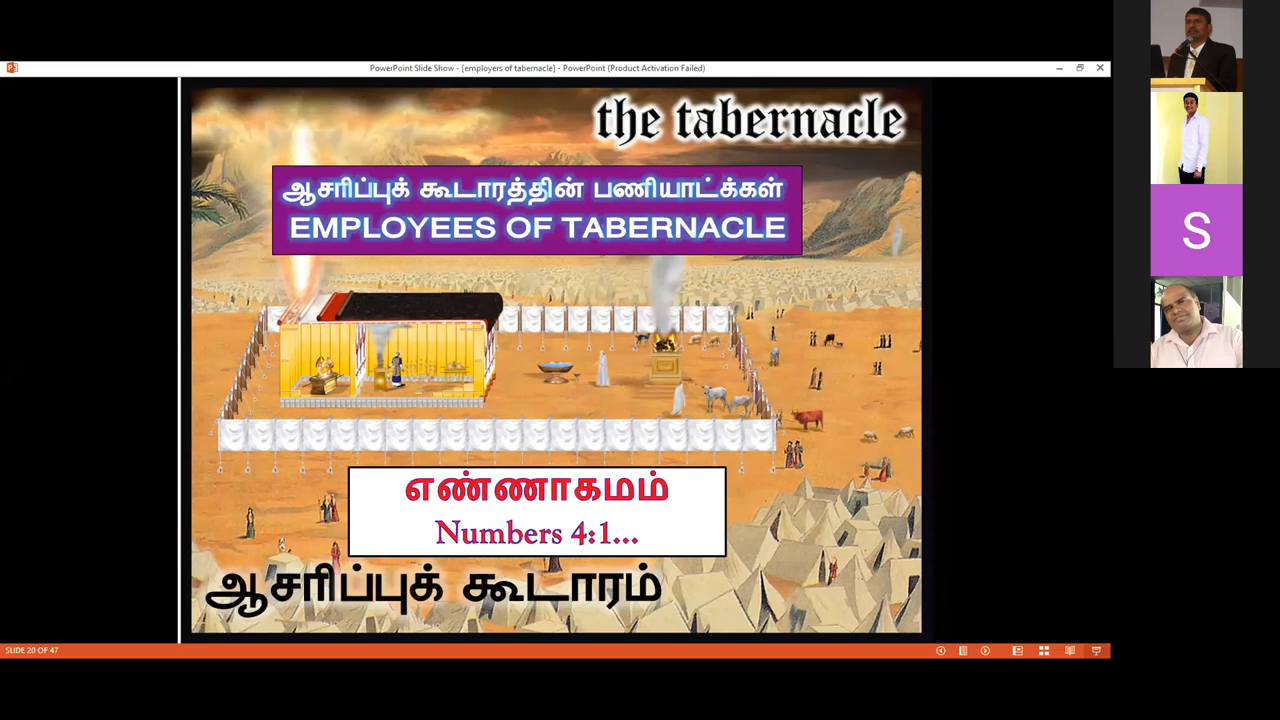 PowerPoint Slide Show - [employers of tabernacle] - PowerPoint (Product Activation Failed)
the tabernacle
ஆசரிப்புக் கூடாரத்தின் பணியாட்க்கள்
EMPLOYEES OF TABERNACLE
எண்ணாகமம்
Numbers 4:1...
ஆசரிப்புக் கூடாரம்
SLIDE 20 OF 47
S